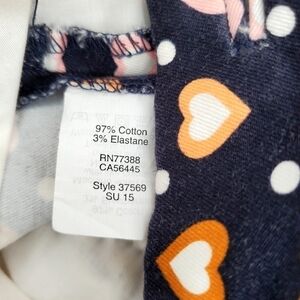 97% Cotton
3% Elastane
RN77388
CA56445
Style 37569
SU 15